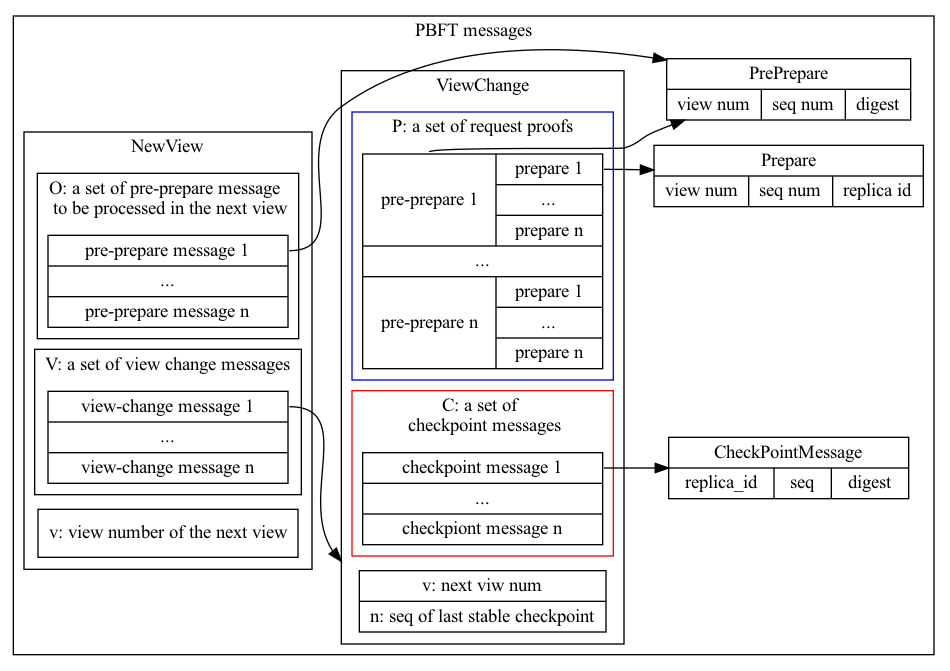 PBFT messages
NewView
O: a set of pre-prepare message
to be processed in the next view
pre-prepare message 1
...
pre-prepare message n
V: a set of view change messages
view-change message 1
...
view-change message n
v: view number of the next view
ViewChange
P: a set of request proofs
pre-prepare 1
prepare 1
...
prepare n
...
pre-prepare n
prepare 1
...
prepare n
C: a set of
checkpoint messages
checkpoint message 1
...
checkpiont message n
v: next viw num
n: seq of last stable checkpoint
PrePrepare
view num seq num digest
Prepare
view num seq num replica id
CheckPointMessage
replica_id seq digest